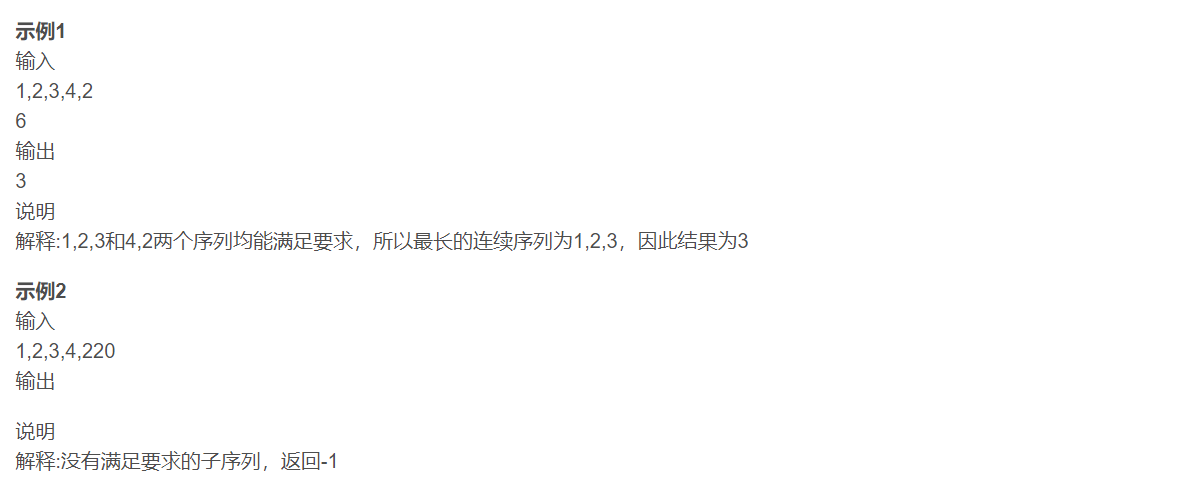 示例1
输入
1,2,3,4,2
6
输出
3
说明
解释:1,2,3和4,2两个序列均能满足要求，所以最长的连续序列为1,2,3，因此结果为3
示例2
输入
1,2,3,4,220
输出
说明
解释:没有满足要求的子序列，返回-1